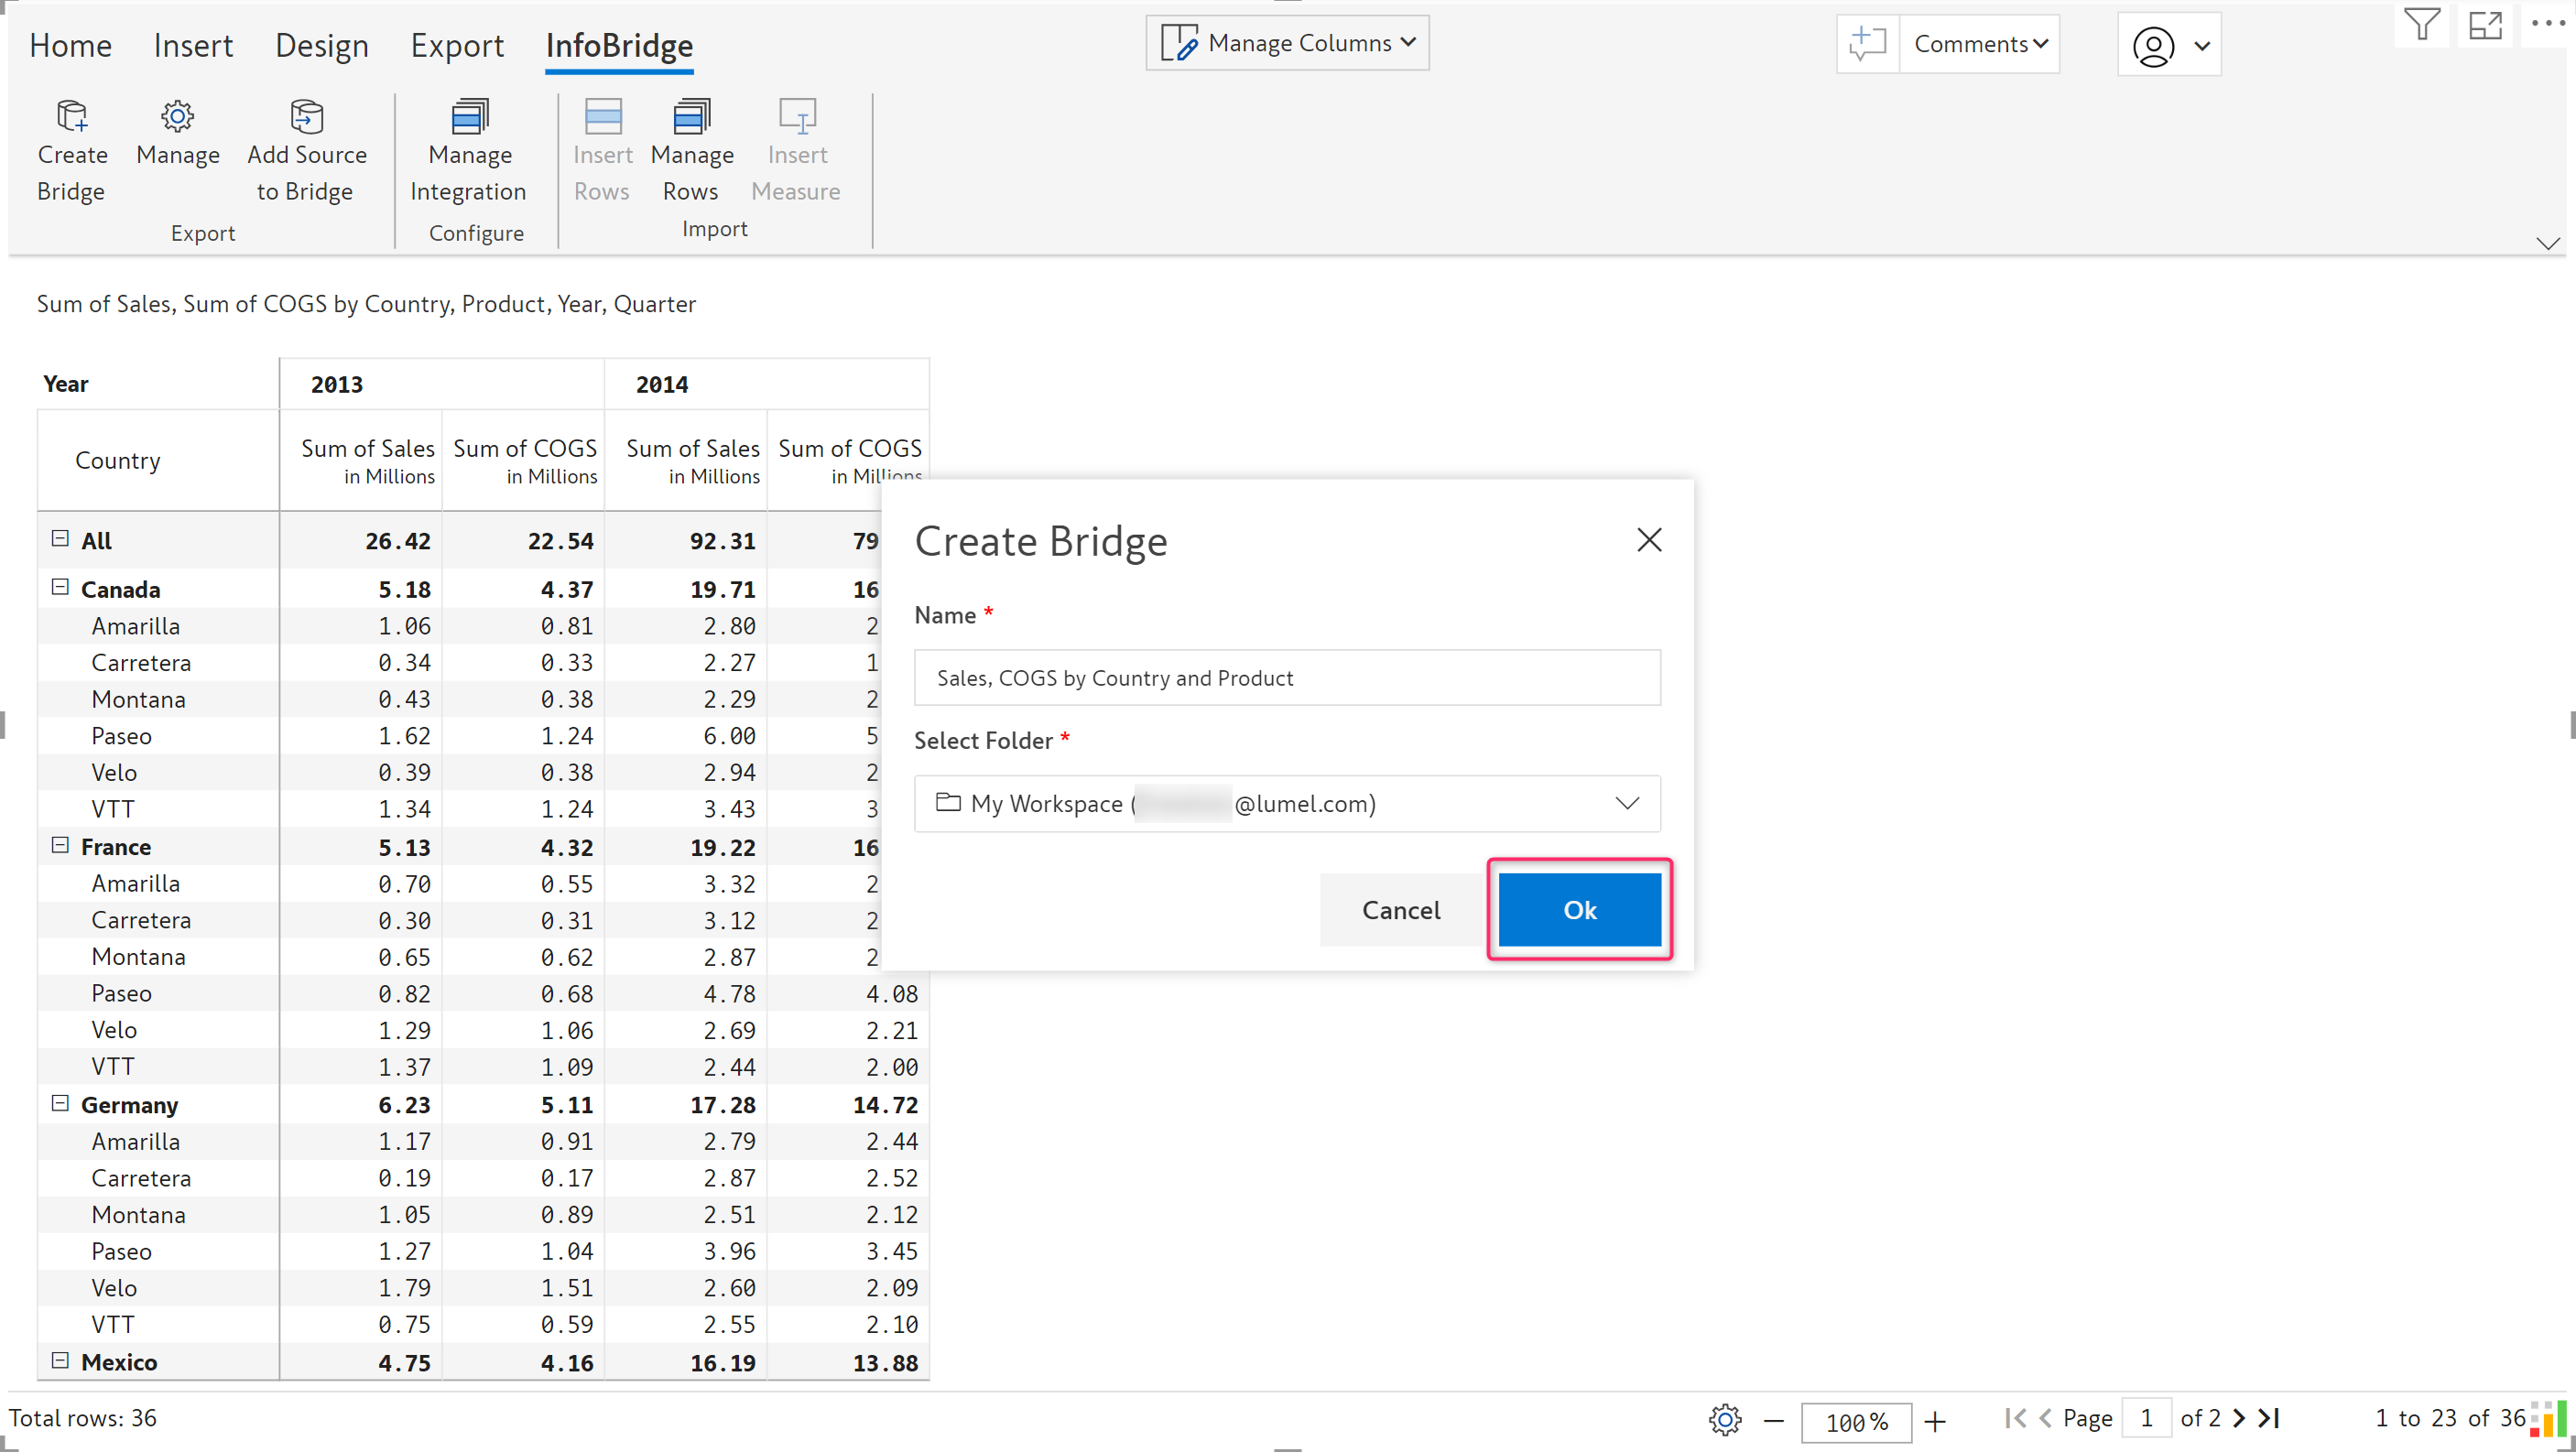 Home Insert Design Export InfoBridge Manage Columns Comments
Create Bridge Manage Add Source to Bridge Manage Integration Insert Rows Manage Rows Insert Measure
Export Configure Import
Sum of Sales, Sum of COGS by Country, Product, Year, Quarter
Year 2013 2014
Country Sum of Sales in Millions Sum of COGS in Millions Sum of Sales in Millions Sum of COGS in Millions
All 26.42 22.54 92.31 79
Canada 5.18 4.37 19.71 16
Amarilla 1.06 0.81 2.80 2
Carretera 0.34 0.33 2.27 1
Montana 0.43 0.38 2.29 2
Paseo 1.62 1.24 6.00 5
Velo 0.39 0.38 2.94 2
VTT 1.34 1.24 3.43 3
France 5.13 4.32 19.22 16
Amarilla 0.70 0.55 3.32 2
Carretera 0.30 0.31 3.12 2
Montana 0.65 0.62 2.87 2
Paseo 0.82 0.68 4.78 4.08
Velo 1.29 1.06 2.69 2.21
VTT 1.37 1.09 2.44 2.00
Germany 6.23 5.11 17.28 14.72
Amarilla 1.17 0.91 2.79 2.44
Carretera 0.19 0.17 2.87 2.52
Montana 1.05 0.89 2.51 2.12
Paseo 1.27 1.04 3.96 3.45
Velo 1.79 1.51 2.60 2.09
VTT 0.75 0.59 2.55 2.10
Mexico 4.75 4.16 16.19 13.88
Create Bridge
Name *
Sales, COGS by Country and Product
Select Folder *
My Workspace ( @lumel.com)
Cancel Ok
Total rows: 36 100% Page 1 of 2 1 to 23 of 36